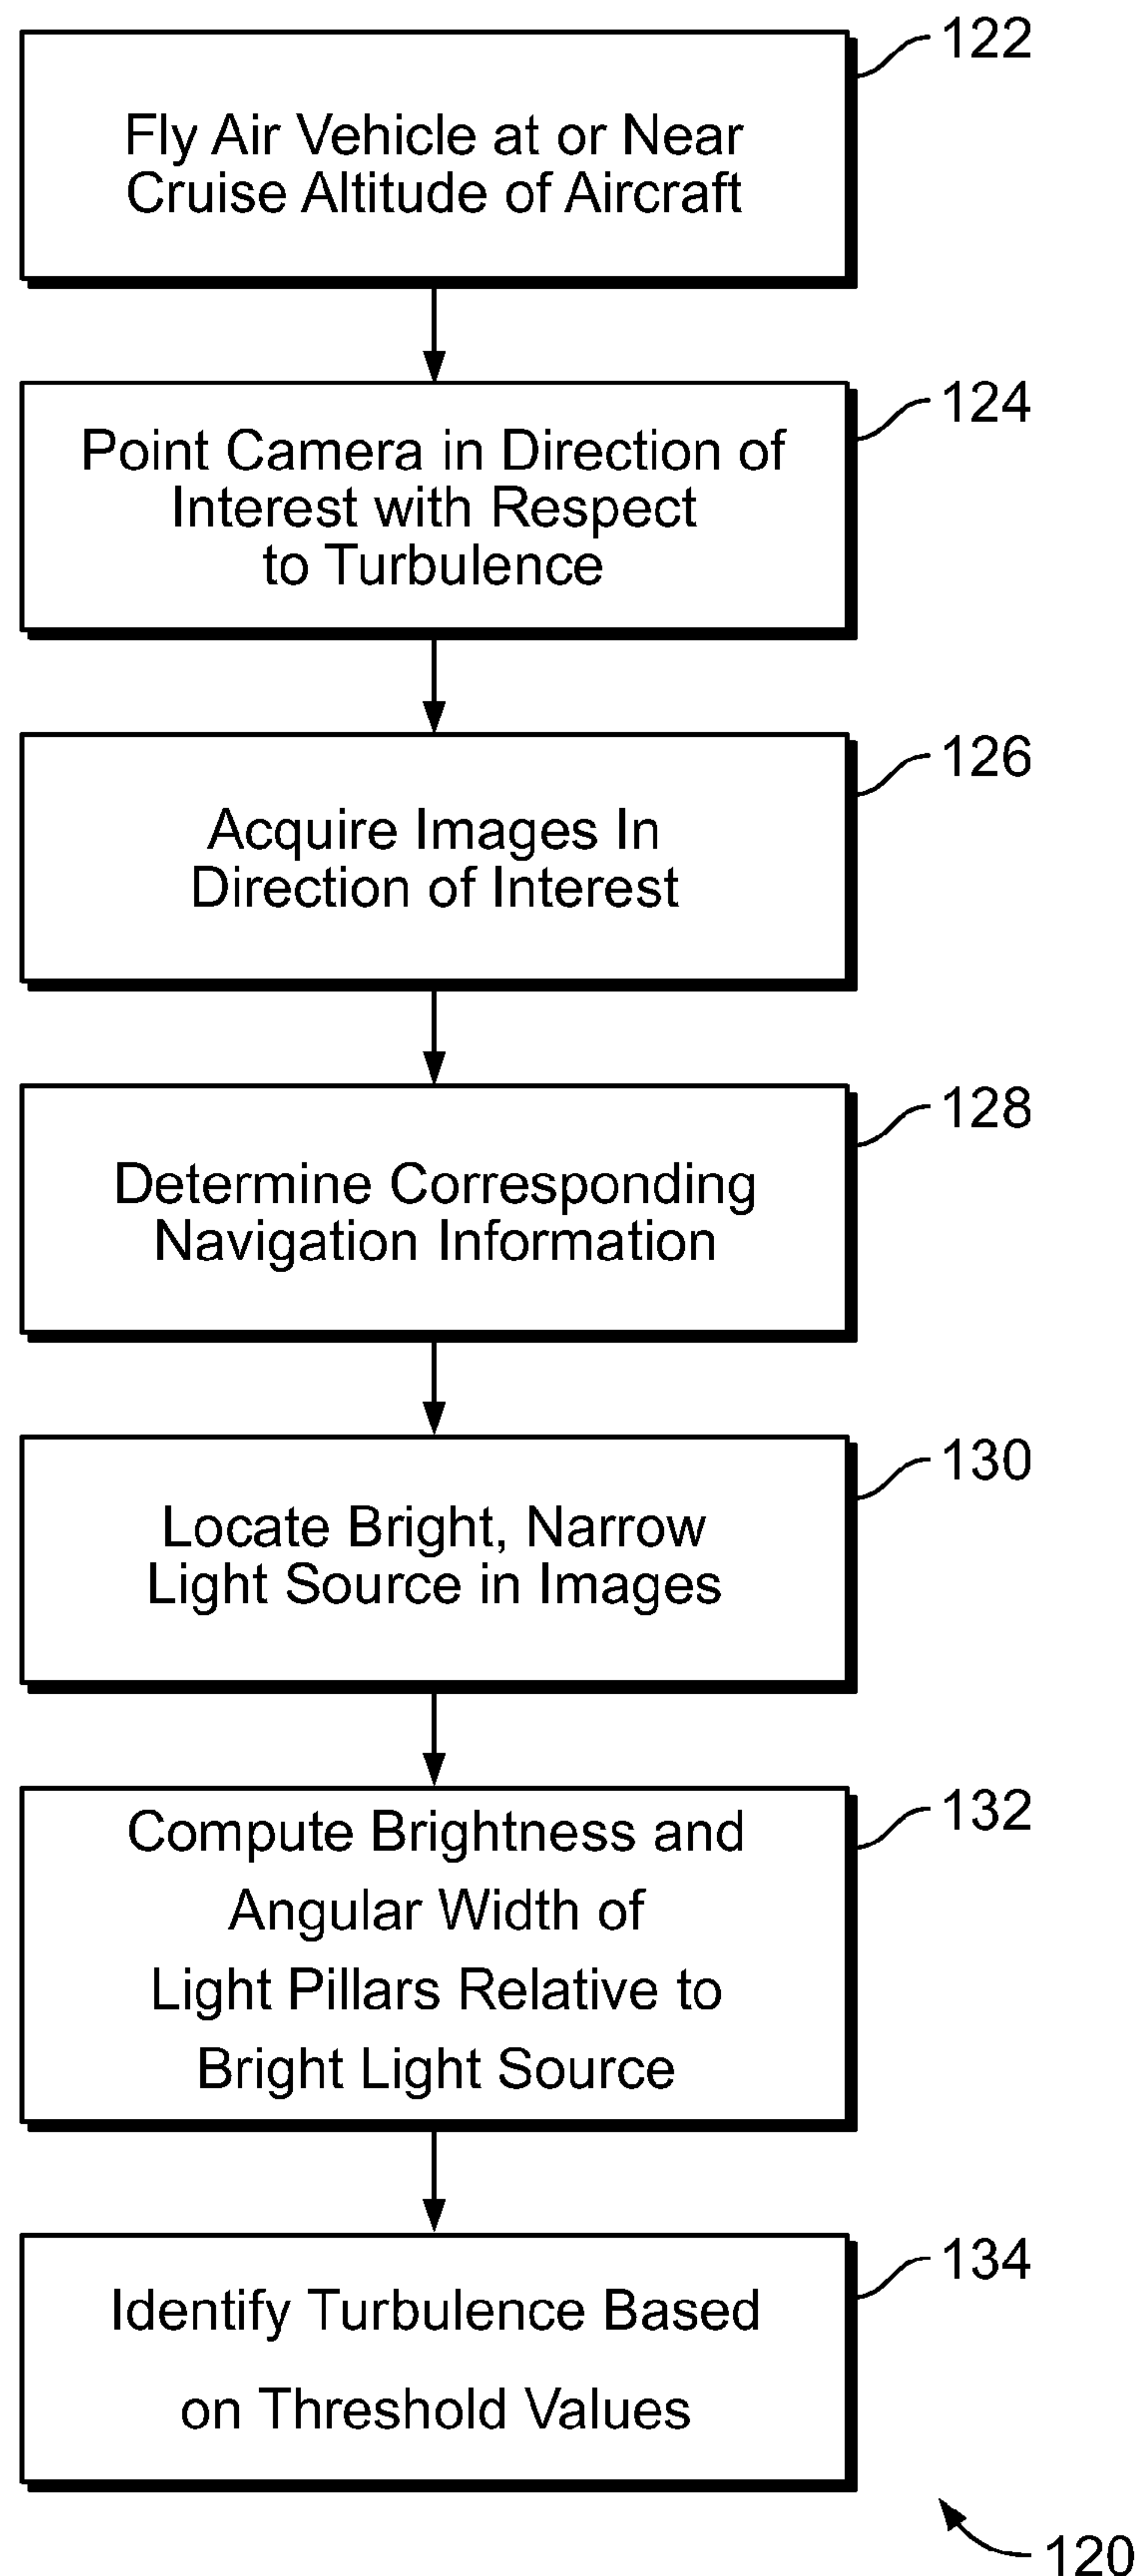 122
Fly Air Vehicle at or Near
Cruise Altitude of Aircraft
124
Point Camera in Direction of
Interest with Respect
to Turbulence
126
Acquire Images In
Direction of Interest
128
Determine Corresponding
Navigation Information
130
Locate Bright, Narrow
Light Source in Images
132
Compute Brightness and
Angular Width of
Light Pillars Relative to
Bright Light Source
134
Identify Turbulence Based
on Threshold Values
120